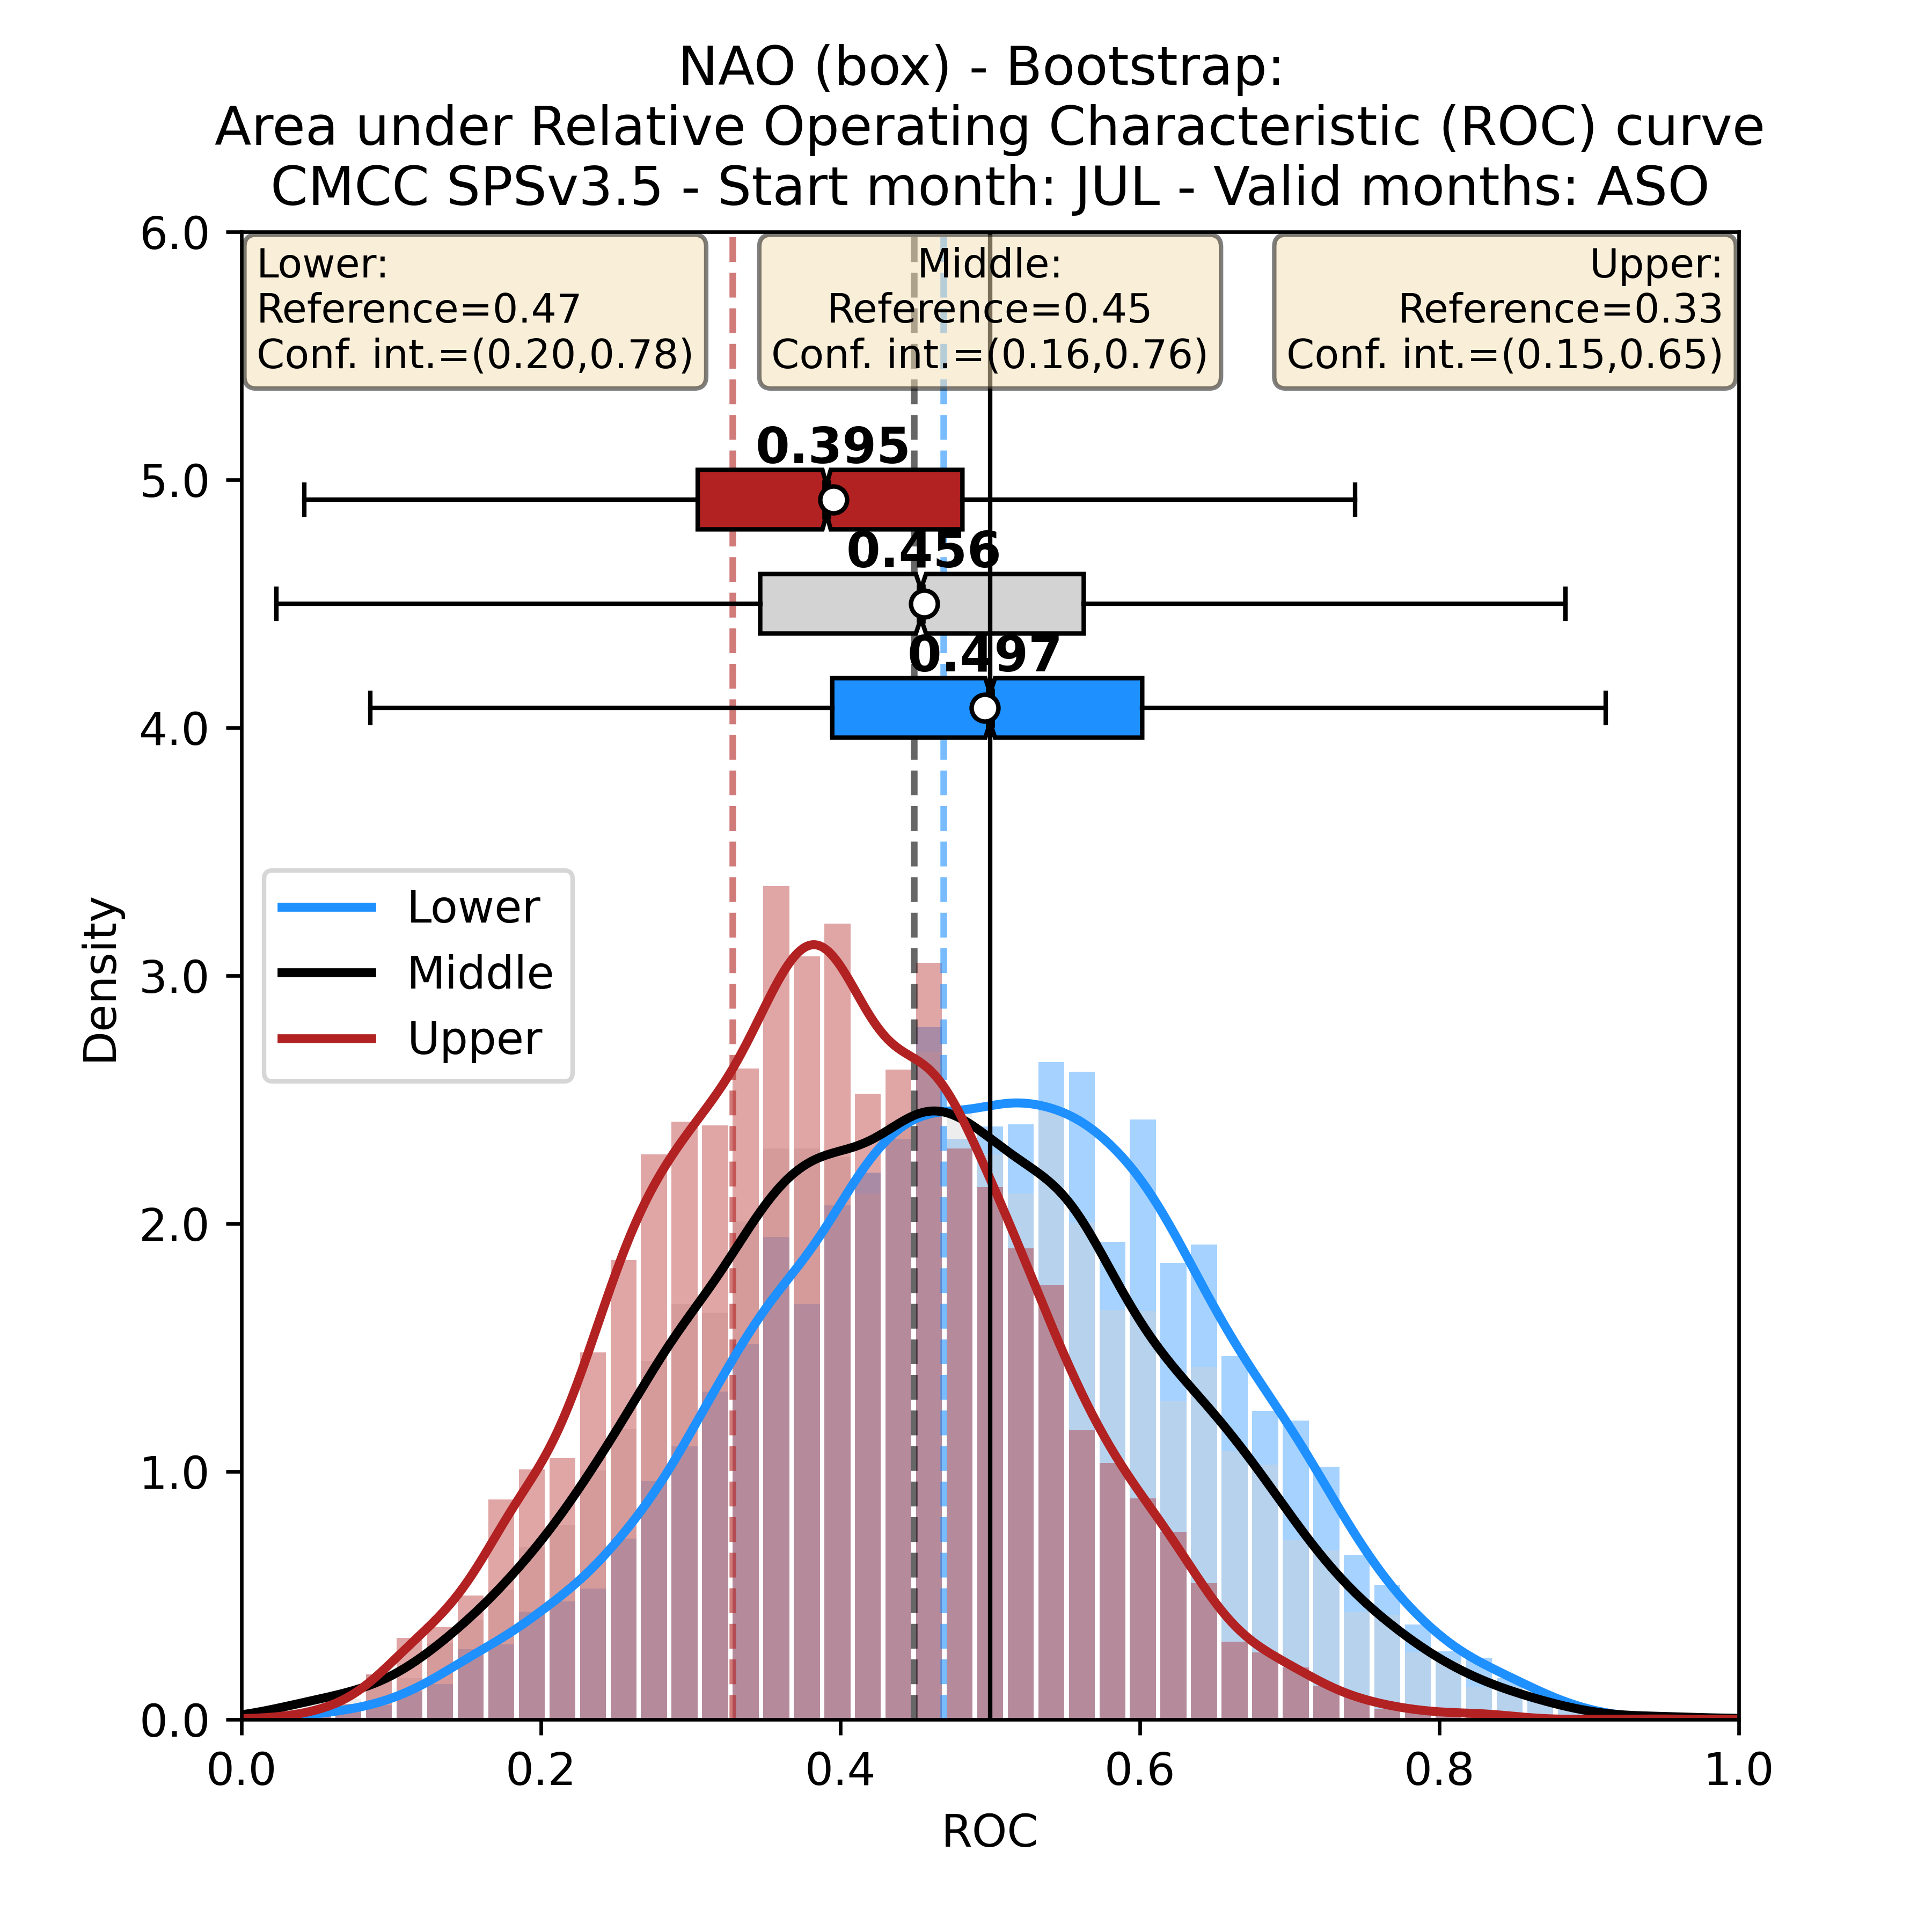 NAO (box) - Bootstrap:
Area under Relative Operating Characteristic (ROC) curve
CMCC SPSv3.5 - Start month: JUL - Valid months: ASO
Lower:
Reference=0.47
Conf. int.=(0.20,0.78)
Middle:
Reference=0.45
Conf. int.=(0.16,0.76)
Upper:
Reference=0.33
Conf. int.=(0.15,0.65)
0.395
0.456
0.497
Lower
Middle
Upper
Density
6.0
5.0
4.0
3.0
2.0
1.0
0.0
0.0 0.2 0.4 0.6 0.8 1.0
ROC